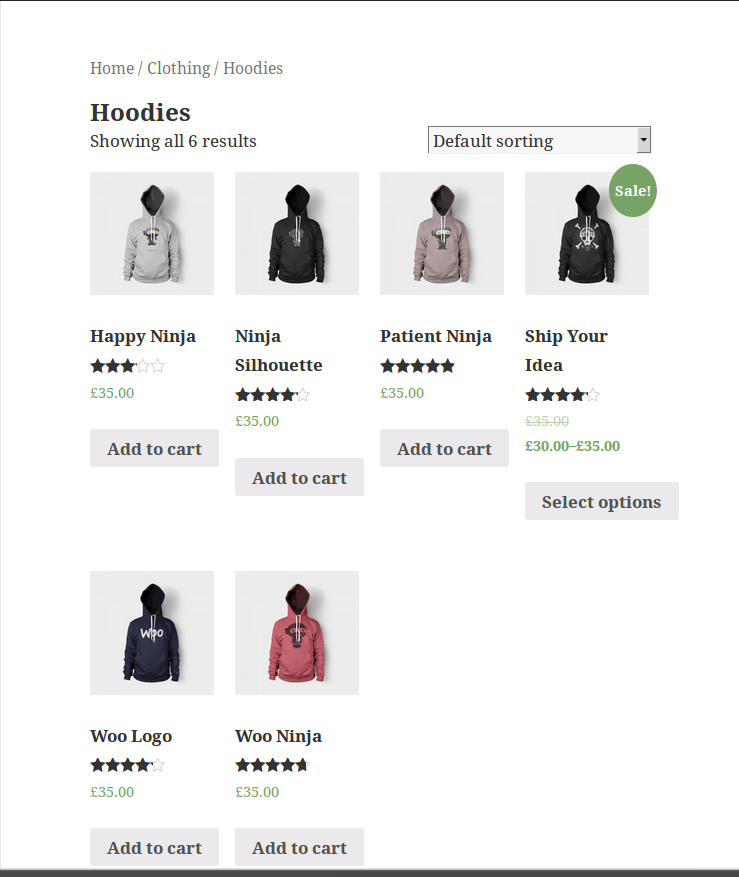 Home / Clothing / Hoodies
Hoodies
Showing all 6 results
Default sorting
Sale!
Happy Ninja
£35.00
Add to cart
Ninja
Silhouette
£35.00
Add to cart
Patient Ninja
£35.00
Add to cart
Ship Your
Idea
£35.00
£30.00–£35.00
Select options
WOO
Woo Logo
£35.00
Add to cart
Woo Ninja
£35.00
Add to cart